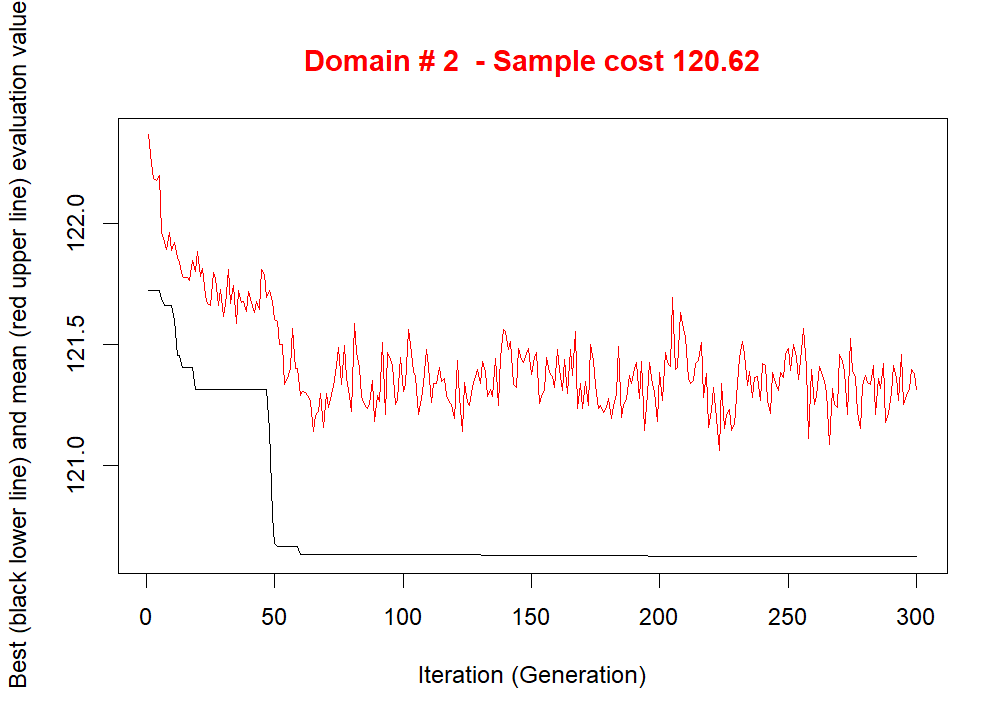 Domain # 2  - Sample cost 120.62
Best (black lower line) and mean (red upper line) evaluation value
122.0
121.5
121.0
0 50 100 150 200 250 300
Iteration (Generation)